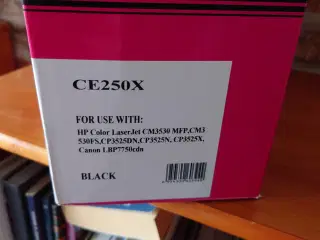 CE250X
FOR USE WITH:
HP Color LaserJet CM3530 MFP,CM3
530FS,CP3525DN,CP3525N, CP3525X,
Canon LBP7750cdn
BLACK